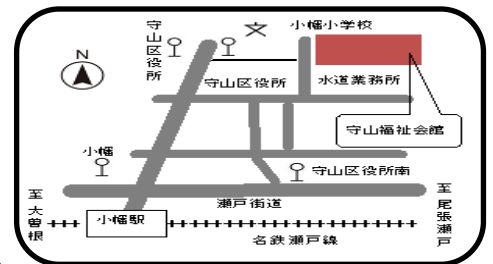 守山区役所
小幡小学校
N
守山区役所
水道業務所
守山福祉会館
小幡
守山区役所南
至大曽根
瀬戸街道
至尾張瀬戸
小幡駅
名鉄瀬戸線